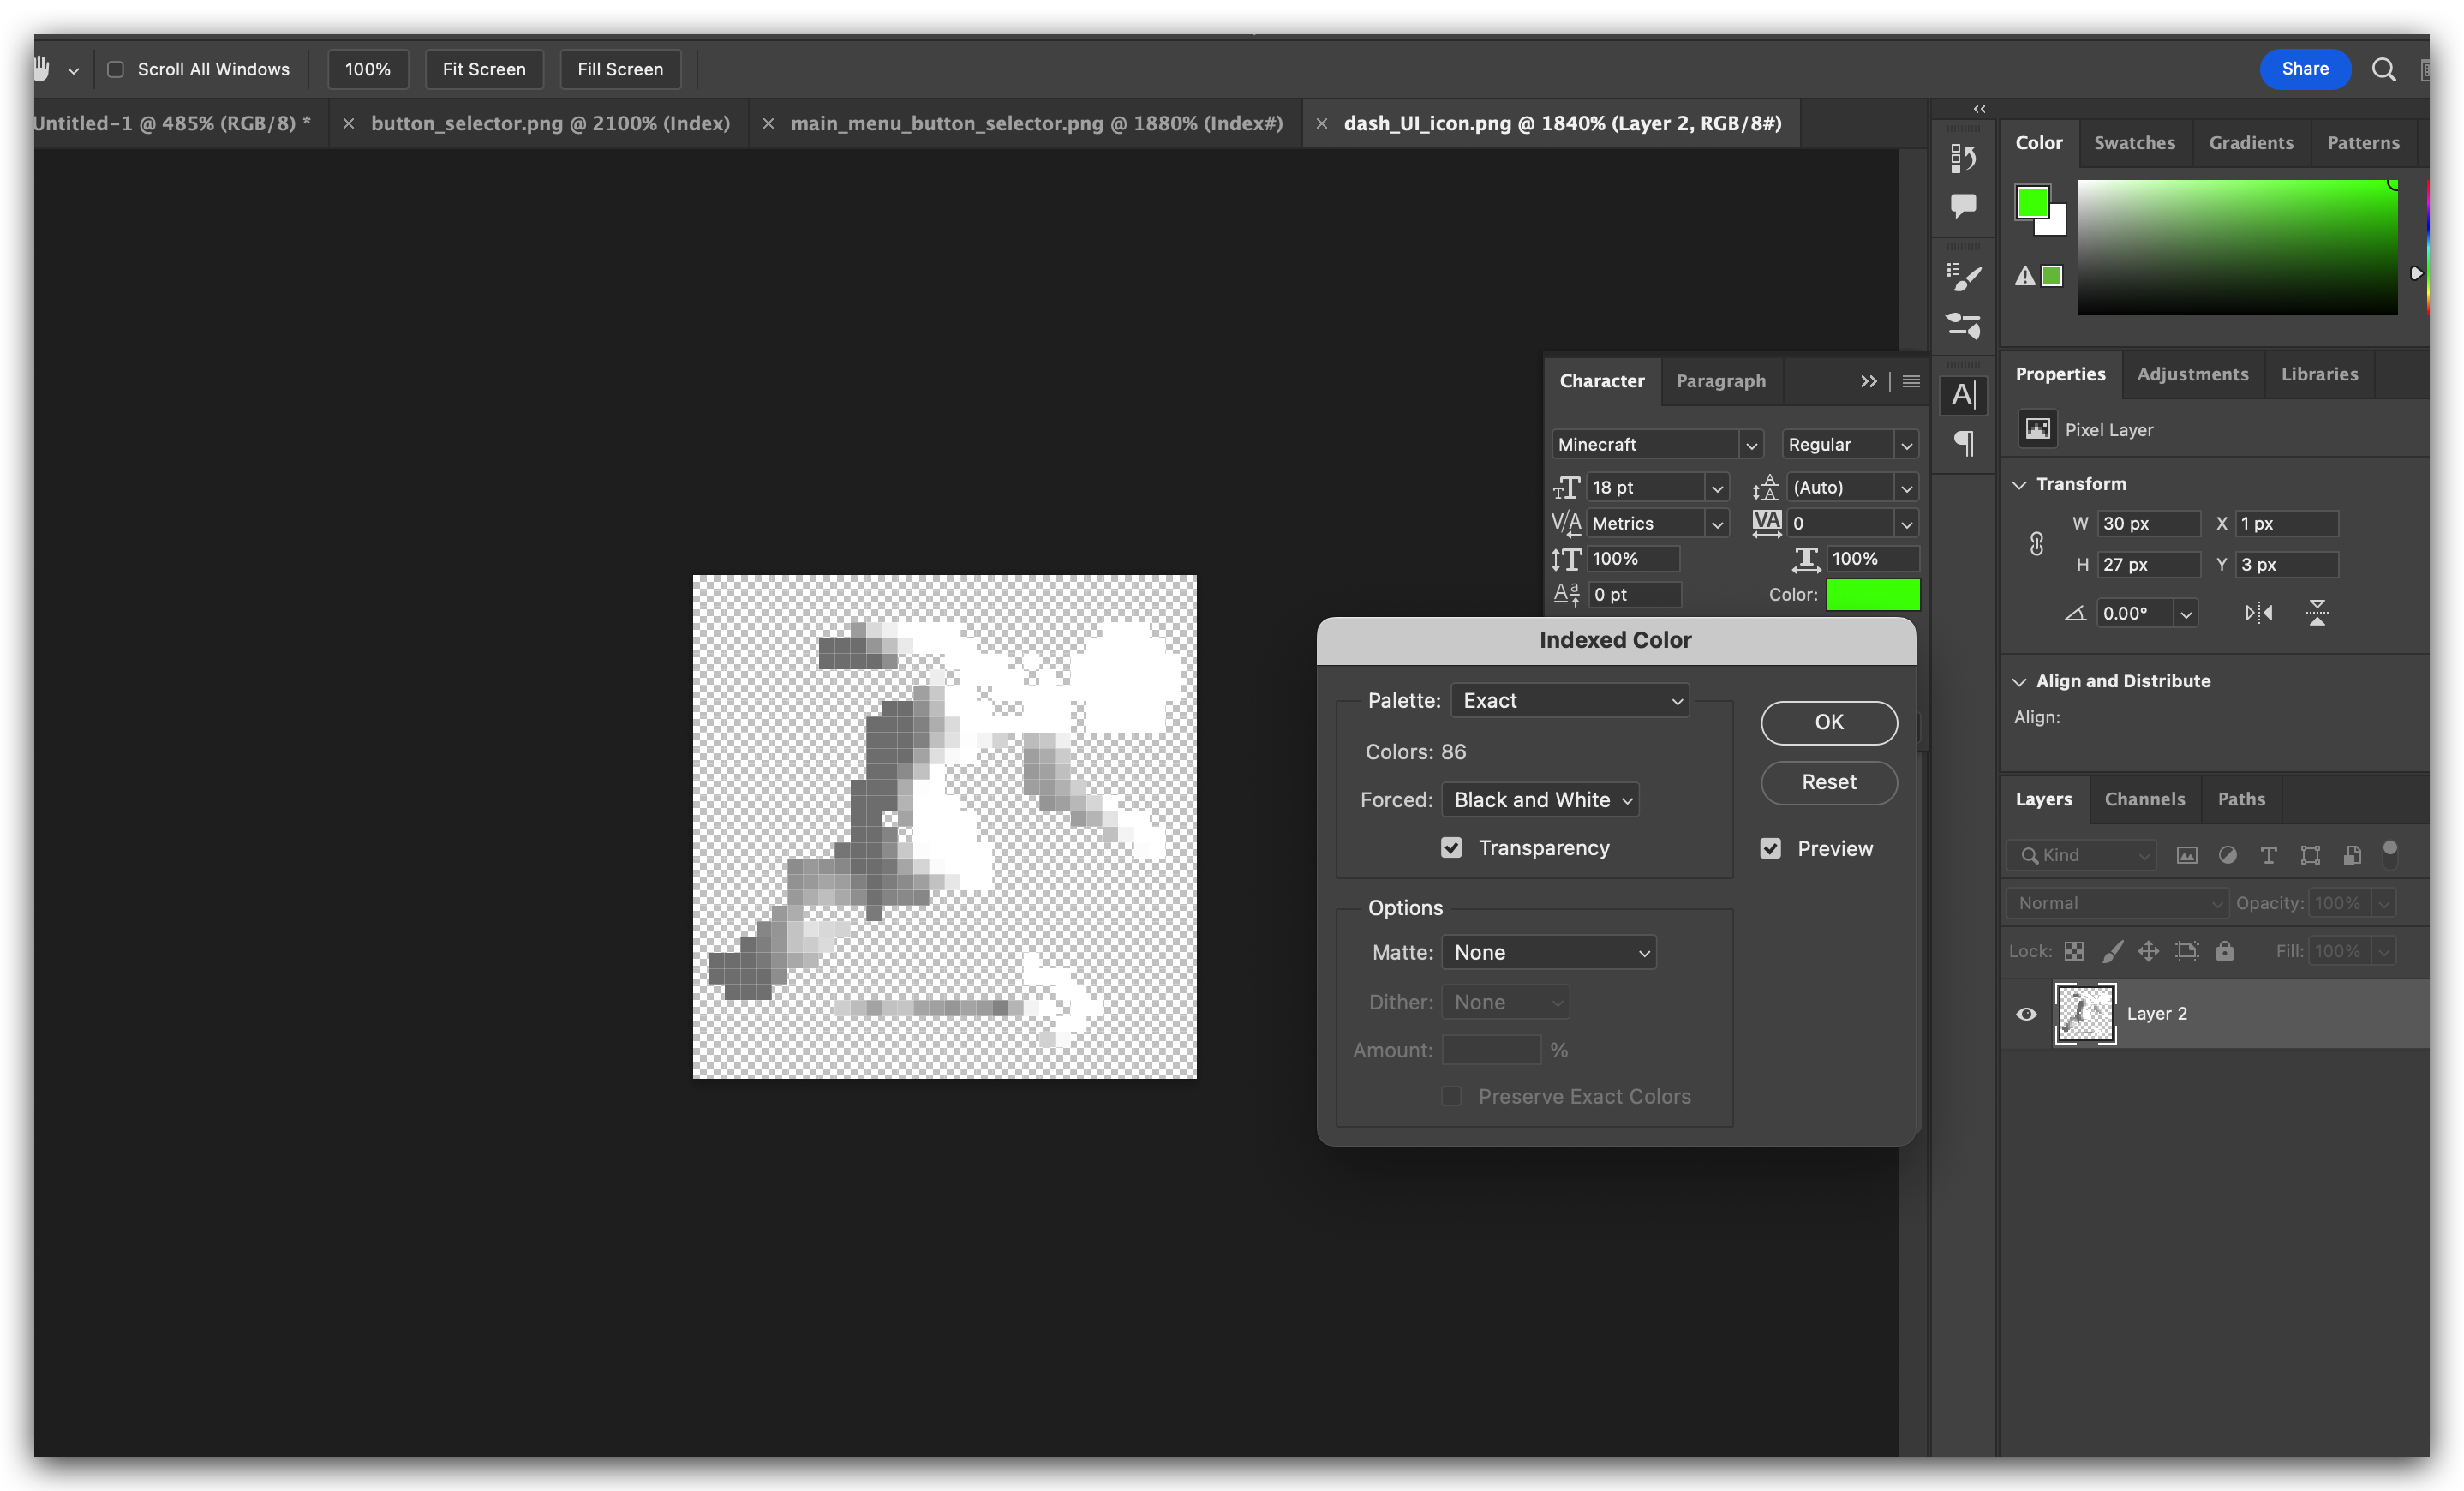 Scroll All Windows 100% Fit Screen Fill Screen Share
Untitled-1 @ 485% (RGB/8) * × button_selector.png @ 2100% (Index) × main_menu_button_selector.png @ 1880% (Index#) × dash_UI_icon.png @ 1840% (Layer 2, RGB/8#)
Color Swatches Gradients Patterns
Character Paragraph
Minecraft Regular
18 pt (Auto)
Metrics 0
100% 100%
0 pt Color:
Indexed Color
Palette: Exact
Colors: 86
Forced: Black and White
Transparency
OK
Reset
Preview
Options
Matte: None
Dither: None
Amount: %
Preserve Exact Colors
Properties Adjustments Libraries
Pixel Layer
Transform
W 30 px X 1 px
H 27 px Y 3 px
0.00°
Align and Distribute
Align:
Layers Channels Paths
Kind
Normal Opacity: 100%
Lock: Fill: 100%
Layer 2